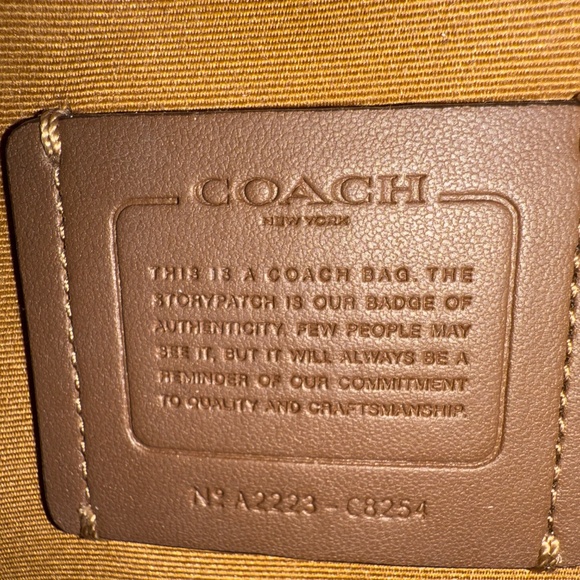 COACH
NEW YORK
THIS IS A COACH BAG. THE
STORYPATCH IS OUR BADGE OF
AUTHENTICITY. FEW PEOPLE MAY
SEE IT, BUT IT WILL ALWAYS BE A
REMINDER OF OUR COMMITMENT
TO QUALITY AND CRAFTSMANSHIP.
Nº A2223 - C8254